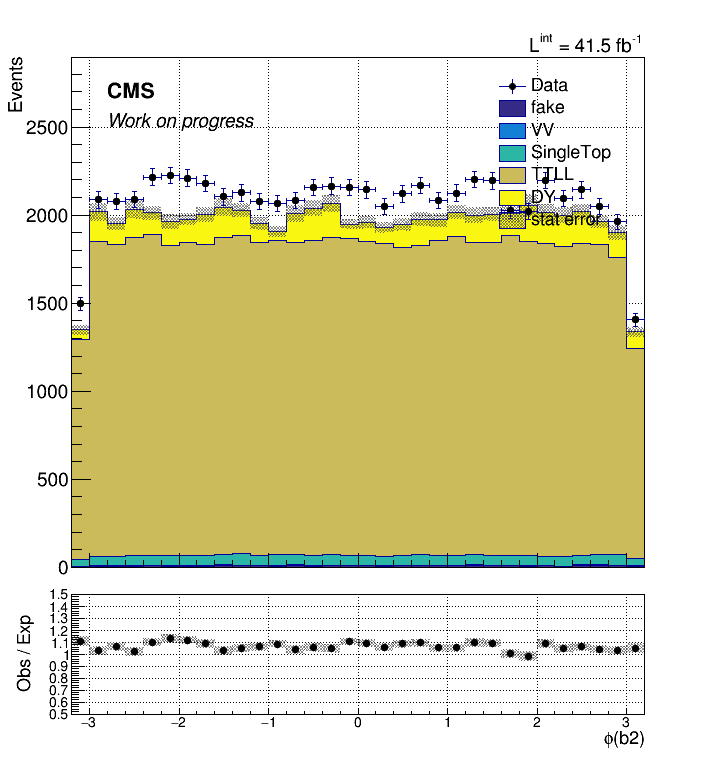 L^int = 41.5 fb^-1
Events
CMS
Work on progress
Data
fake
VV
SingleTop
TTLL
DY
stat error
2500
2000
1500
1000
500
0
Obs / Exp
1.5
1.4
1.3
1.2
1.1
1
0.9
0.8
0.7
0.6
0.5
−3 −2 −1 0 1 2 3
ϕ(b2)